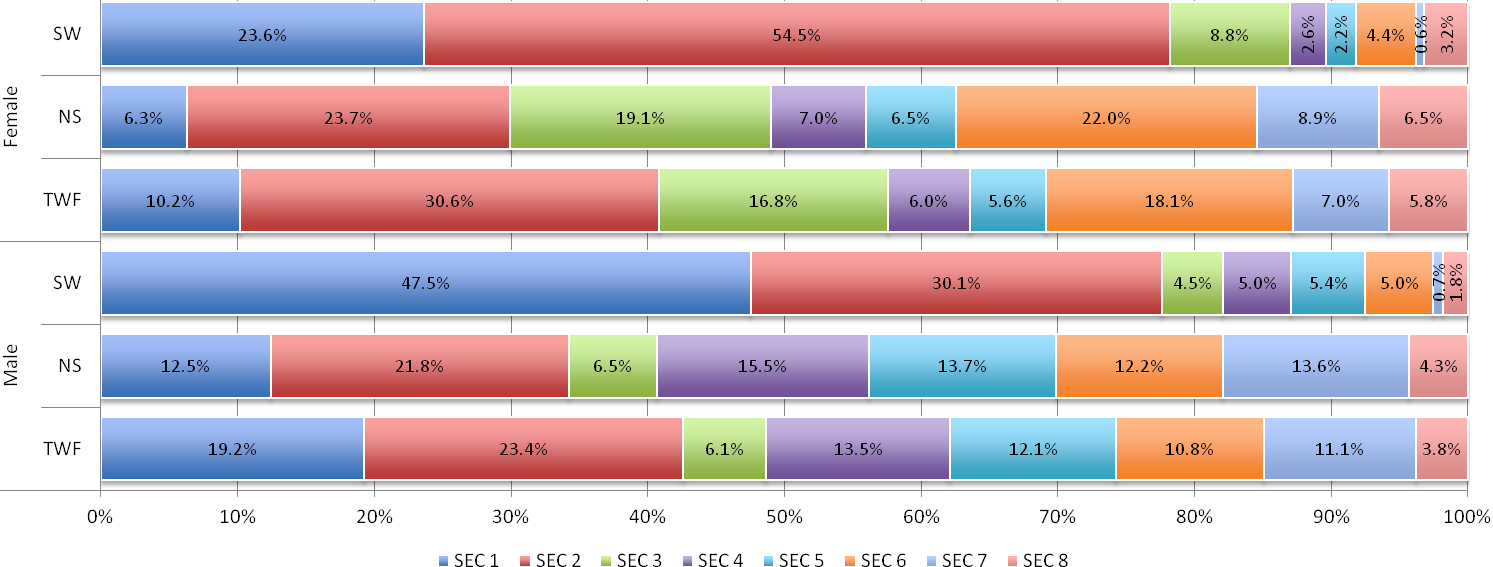 Female
SW 23.6% 54.5% 8.8% 2.6% 2.2% 4.4% 0.6% 3.2%
NS 6.3% 23.7% 19.1% 7.0% 6.5% 22.0% 8.9% 6.5%
TWF 10.2% 30.6% 16.8% 6.0% 5.6% 18.1% 7.0% 5.8%
Male
SW 47.5% 30.1% 4.5% 5.0% 5.4% 5.0% 0.7% 1.8%
NS 12.5% 21.8% 6.5% 15.5% 13.7% 12.2% 13.6% 4.3%
TWF 19.2% 23.4% 6.1% 13.5% 12.1% 10.8% 11.1% 3.8%
0% 10% 20% 30% 40% 50% 60% 70% 80% 90% 100%
SEC 1 SEC 2 SEC 3 SEC 4 SEC 5 SEC 6 SEC 7 SEC 8